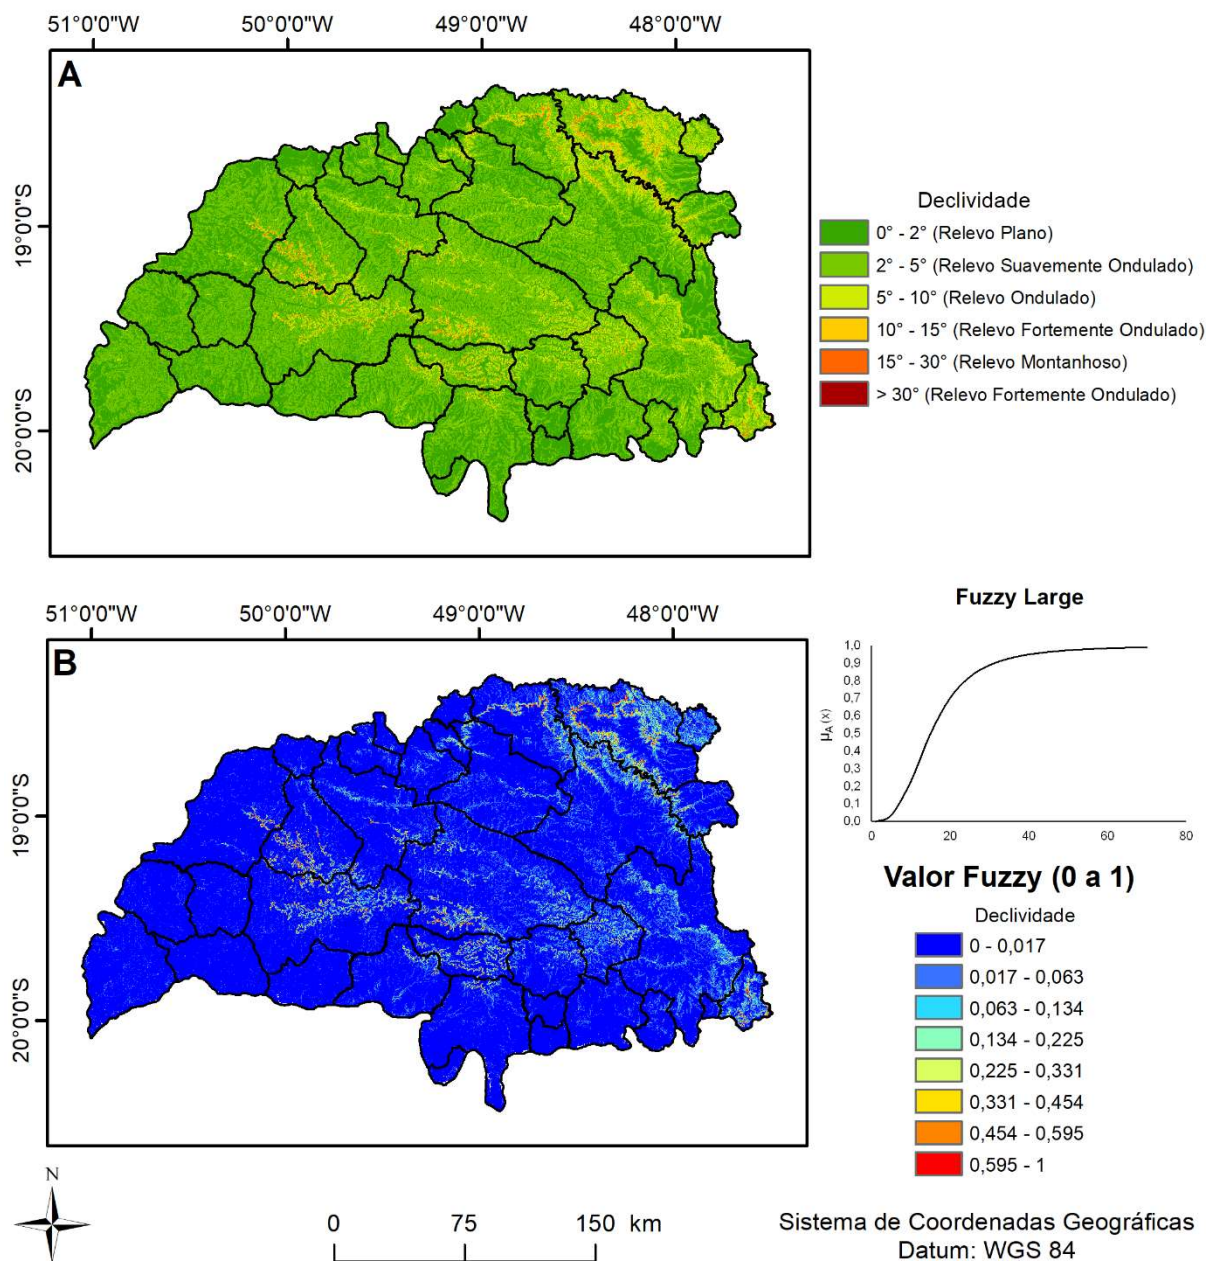 51°0'0"W 50°0'0"W 49°0'0"W 48°0'0"W
A
19°0'0"S
20°0'0"S
Declividade
0° - 2° (Relevo Plano)
2° - 5° (Relevo Suavemente Ondulado)
5° - 10° (Relevo Ondulado)
10° - 15° (Relevo Fortemente Ondulado)
15° - 30° (Relevo Montanhoso)
> 30° (Relevo Fortemente Ondulado)
51°0'0"W 50°0'0"W 49°0'0"W 48°0'0"W
B
19°0'0"S
20°0'0"S
Fuzzy Large
μA (x)
1,0
0,9
0,8
0,7
0,6
0,5
0,4
0,3
0,2
0,1
0,0
0 20 40 60 80
Valor Fuzzy (0 a 1)
Declividade
0 - 0,017
0,017 - 0,063
0,063 - 0,134
0,134 - 0,225
0,225 - 0,331
0,331 - 0,454
0,454 - 0,595
0,595 - 1
N
0 75 150 km
Sistema de Coordenadas Geográficas
Datum: WGS 84